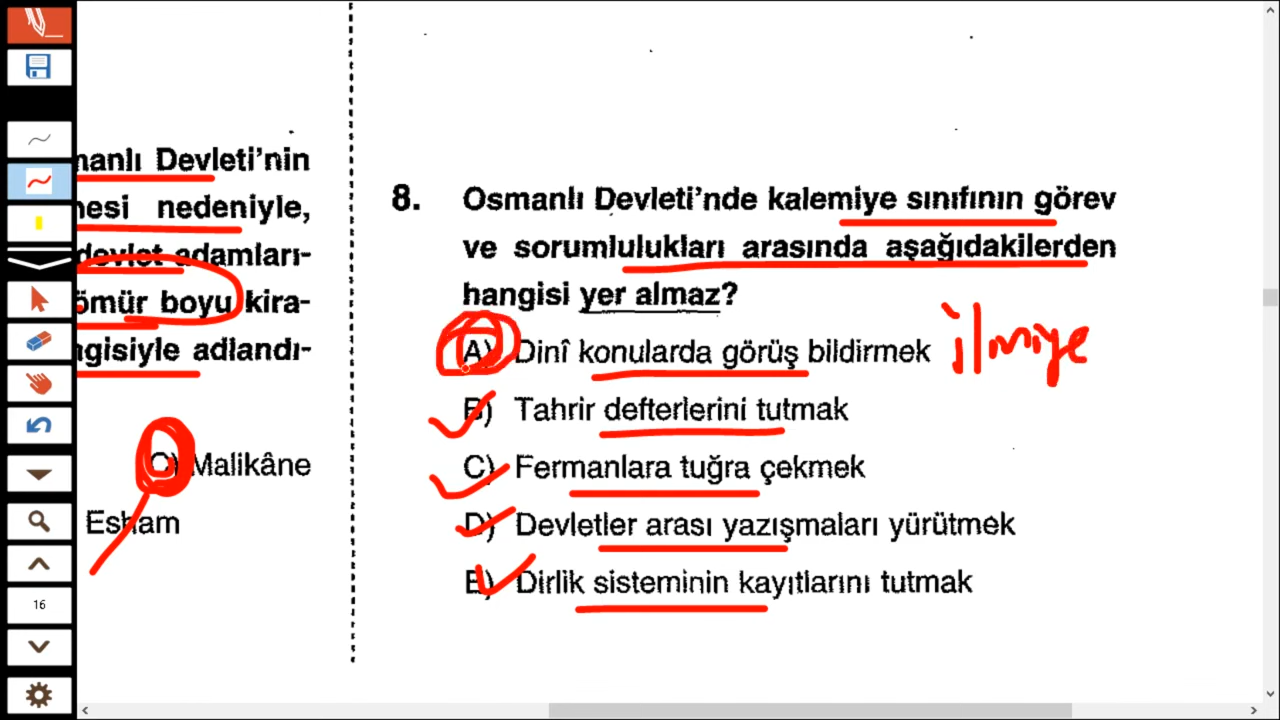 manlı Devleti'nin
nesi nedeniyle,
devlet adamları-
ömür boyu kira-
ngisiyle adlandı-
C) Malikâne
Esham
8. Osmanlı Devleti'nde kalemiye sınıfının görev
ve sorumlulukları arasında aşağıdakilerden
hangisi yer almaz?
A) Dinî konularda görüş bildirmek
ilmiye
B) Tahrir defterlerini tutmak
C) Fermanlara tuğra çekmek
D) Devletler arası yazışmaları yürütmek
E) Dirlik sisteminin kayıtlarını tutmak
16